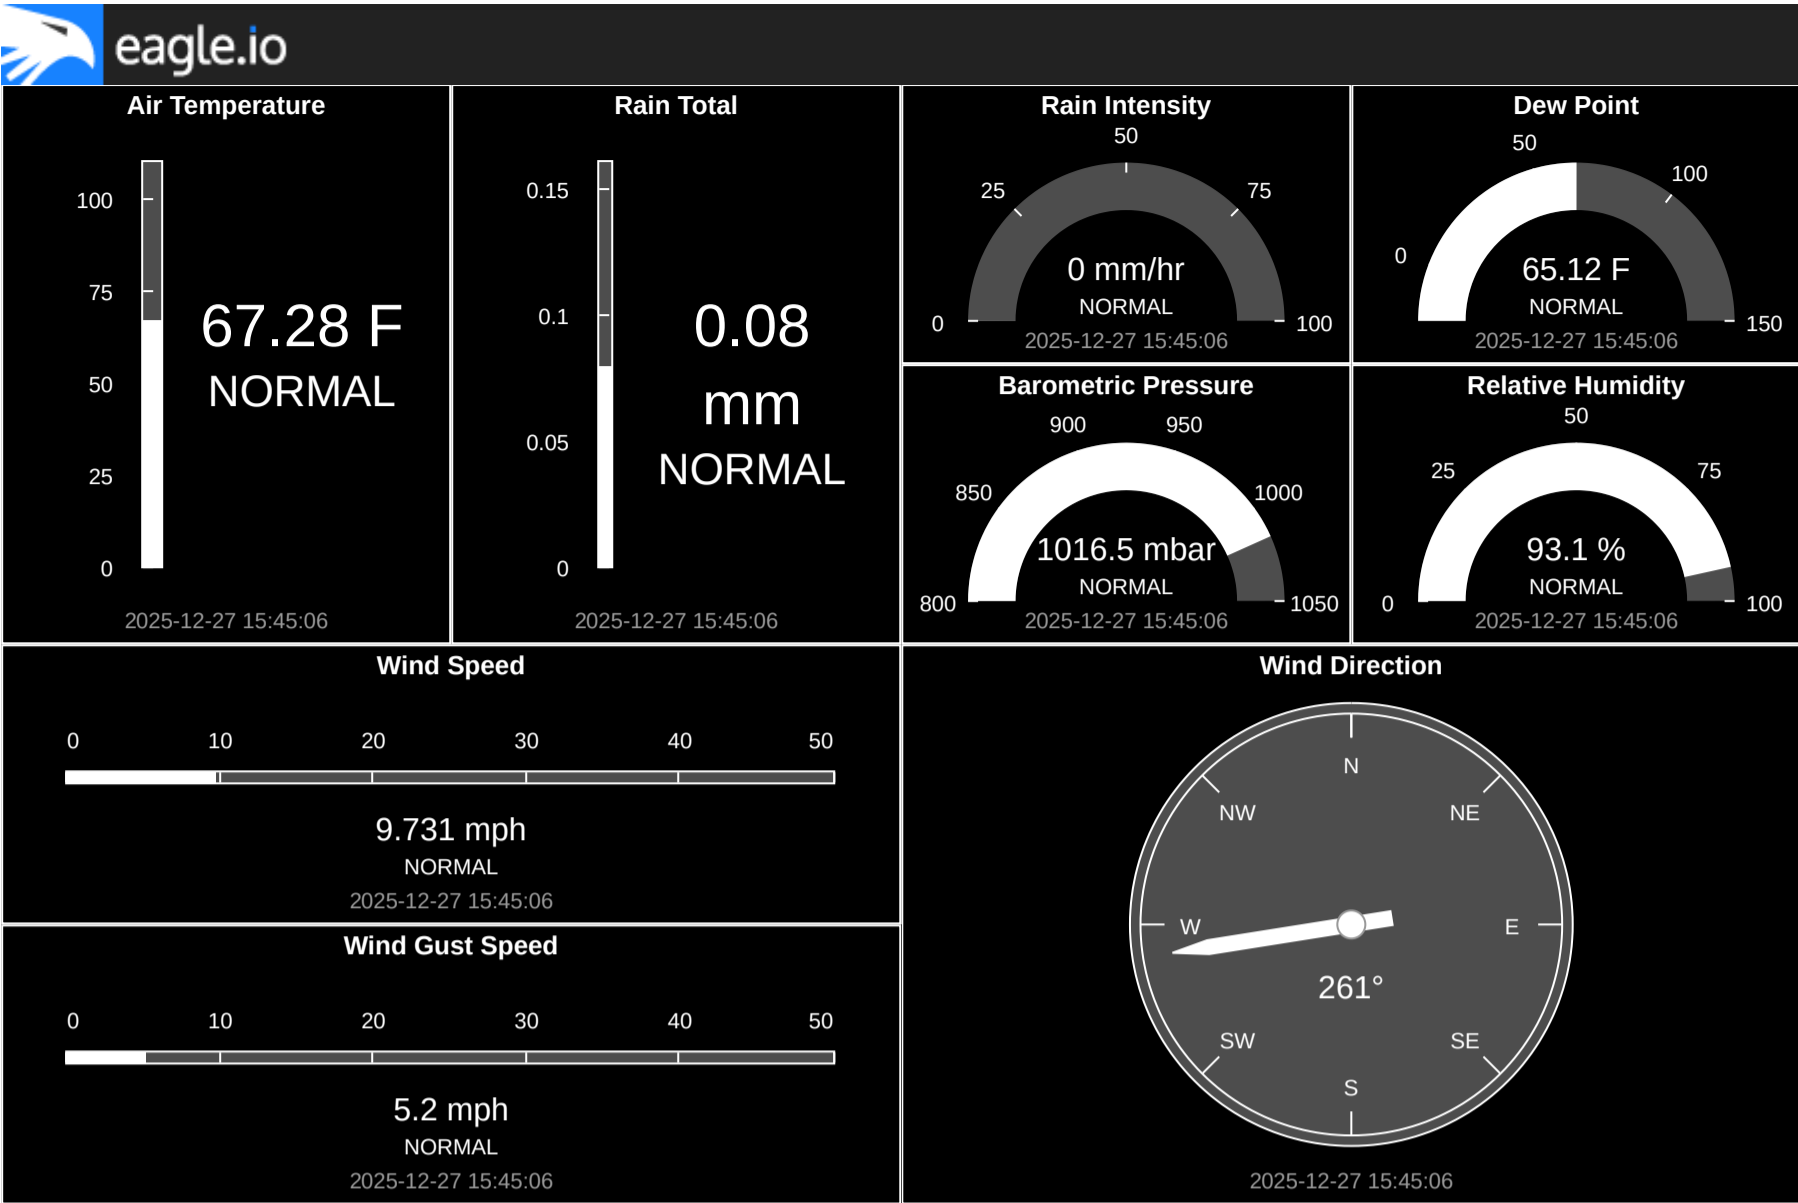 eagle.io
Air Temperature
100
75
50
25
0
67.28 F
NORMAL
2025-12-27 15:45:06
Rain Total
0.15
0.1
0.05
0
0.08
mm
NORMAL
2025-12-27 15:45:06
Rain Intensity
0
25
50
75
100
0 mm/hr
NORMAL
2025-12-27 15:45:06
Dew Point
0
50
100
150
65.12 F
NORMAL
2025-12-27 15:45:06
Barometric Pressure
800
850
900
950
1000
1050
1016.5 mbar
NORMAL
2025-12-27 15:45:06
Relative Humidity
0
25
50
75
100
93.1 %
NORMAL
2025-12-27 15:45:06
Wind Speed
0 10 20 30 40 50
9.731 mph
NORMAL
2025-12-27 15:45:06
Wind Gust Speed
0 10 20 30 40 50
5.2 mph
NORMAL
2025-12-27 15:45:06
Wind Direction
N
NW NE
W E
261°
SW SE
S
2025-12-27 15:45:06